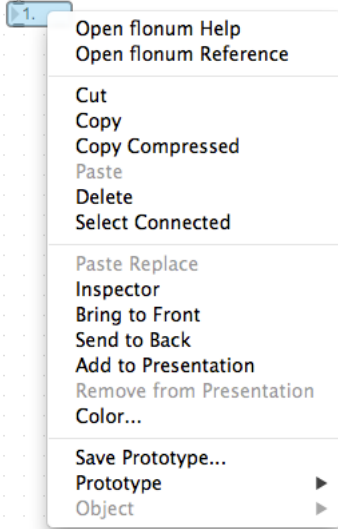 1.
Open flonum Help
Open flonum Reference
Cut
Copy
Copy Compressed
Paste
Delete
Select Connected
Paste Replace
Inspector
Bring to Front
Send to Back
Add to Presentation
Remove from Presentation
Color...
Save Prototype...
Prototype
Object